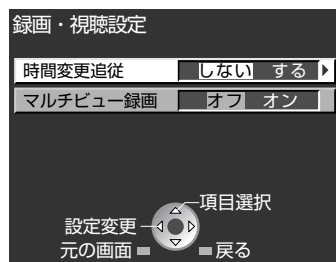 録画・視聴設定
時間変更追従 しない する
マルチビュー録画 オフ オン
項目選択
設定変更
元の画面 戻る